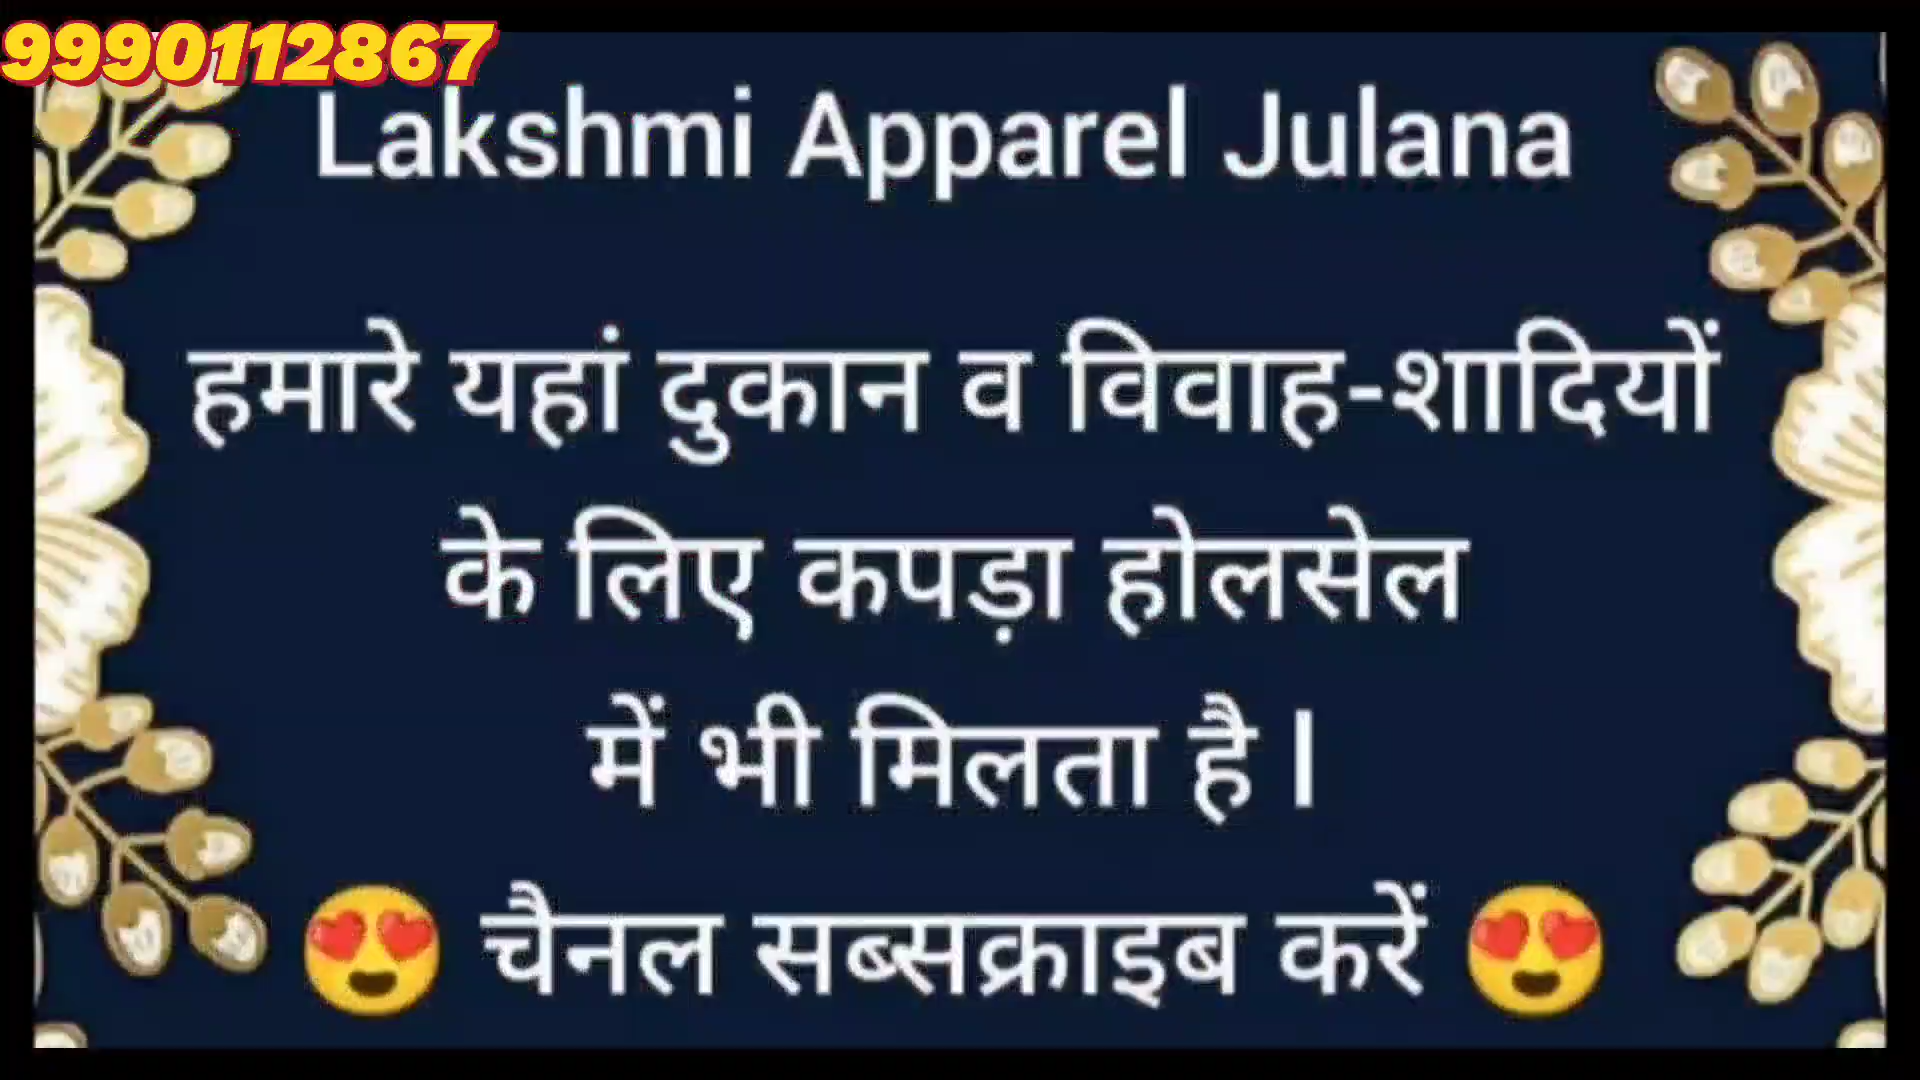 9990112867
Lakshmi Apparel Julana
हमारे यहां दुकान व विवाह-शादियों
के लिए कपड़ा होलसेल
में भी मिलता है।
😍 चैनल सब्सक्राइब करें 😍